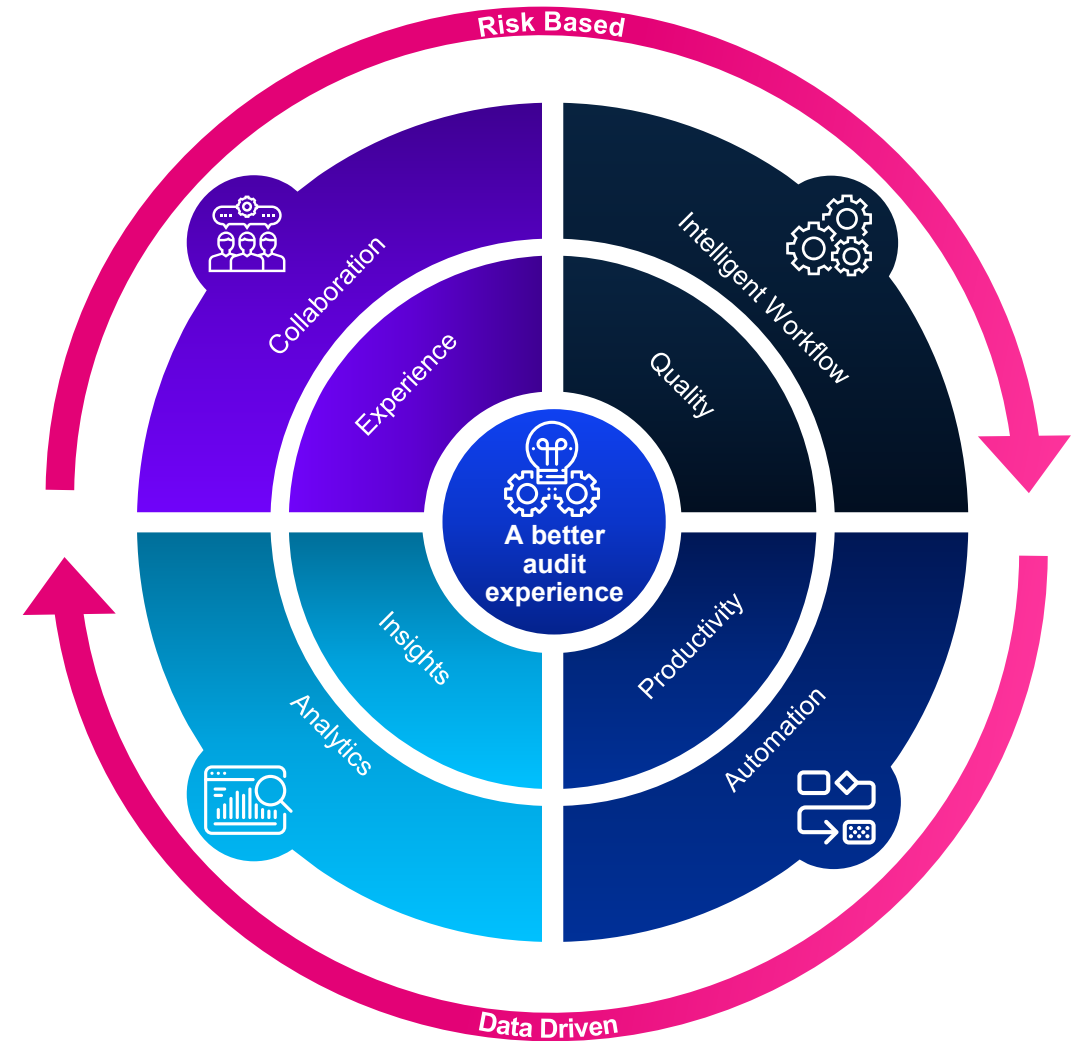 Risk Based
Collaboration
Intelligent Workflow
Experience
Quality
A better
audit
experience
Insights
Productivity
Analytics
Automation
Data Driven